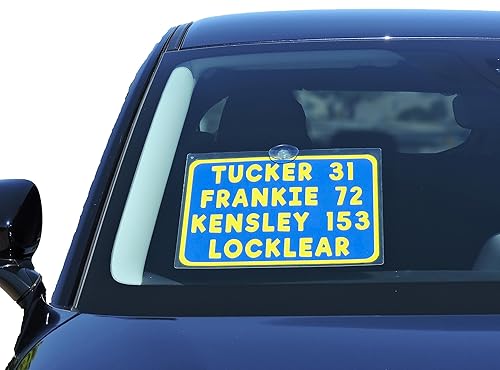 TUCKER 31
FRANKIE 72
KENSLEY 153
LOCKLEAR